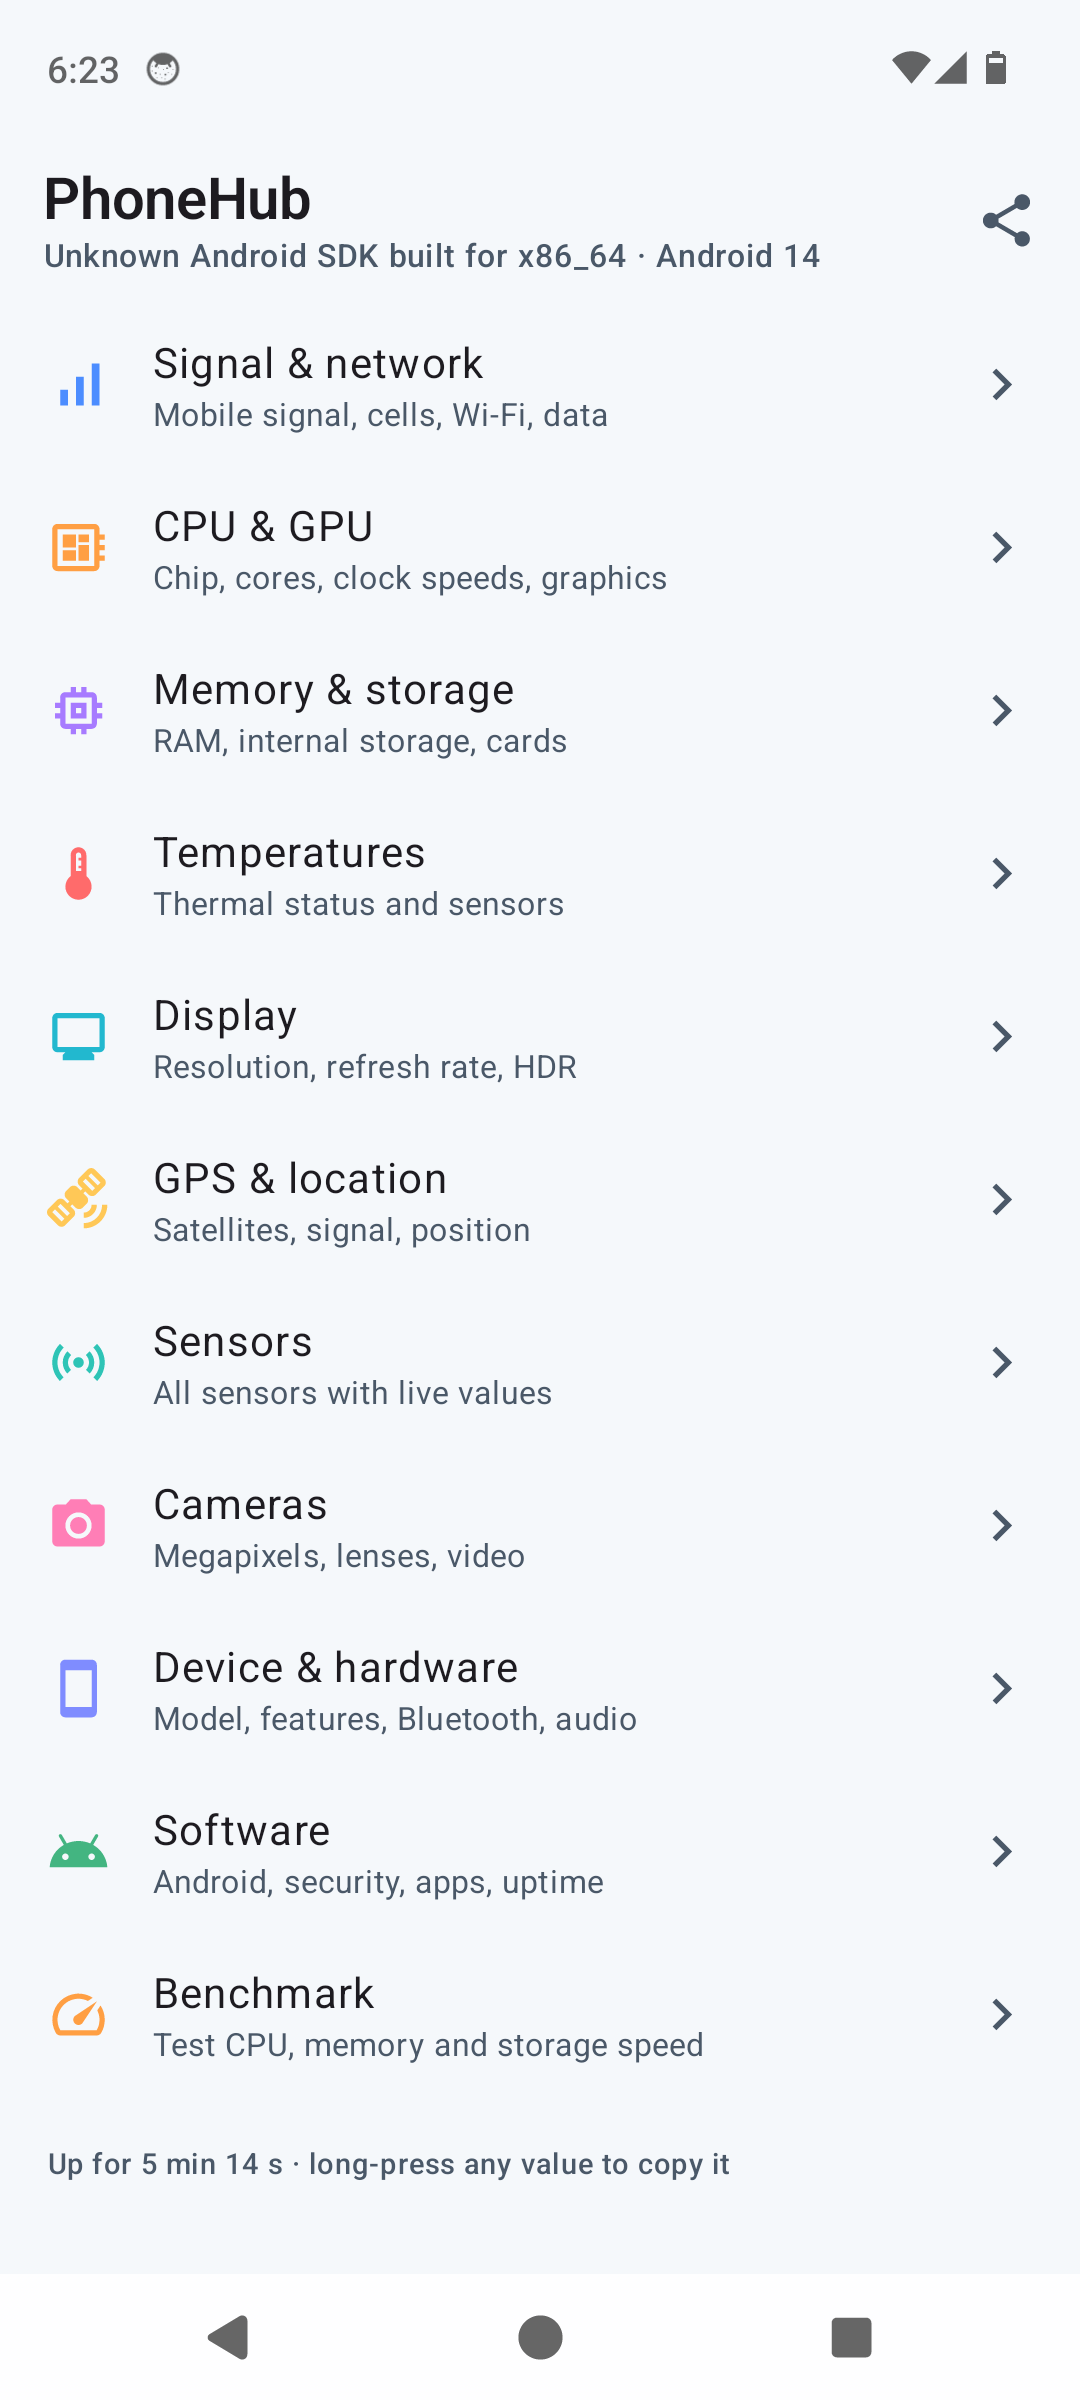 6:23
PhoneHub
Unknown Android SDK built for x86_64 · Android 14
Signal & network
Mobile signal, cells, Wi-Fi, data
CPU & GPU
Chip, cores, clock speeds, graphics
Memory & storage
RAM, internal storage, cards
Temperatures
Thermal status and sensors
Display
Resolution, refresh rate, HDR
GPS & location
Satellites, signal, position
Sensors
All sensors with live values
Cameras
Megapixels, lenses, video
Device & hardware
Model, features, Bluetooth, audio
Software
Android, security, apps, uptime
Benchmark
Test CPU, memory and storage speed
Up for 5 min 14 s · long-press any value to copy it